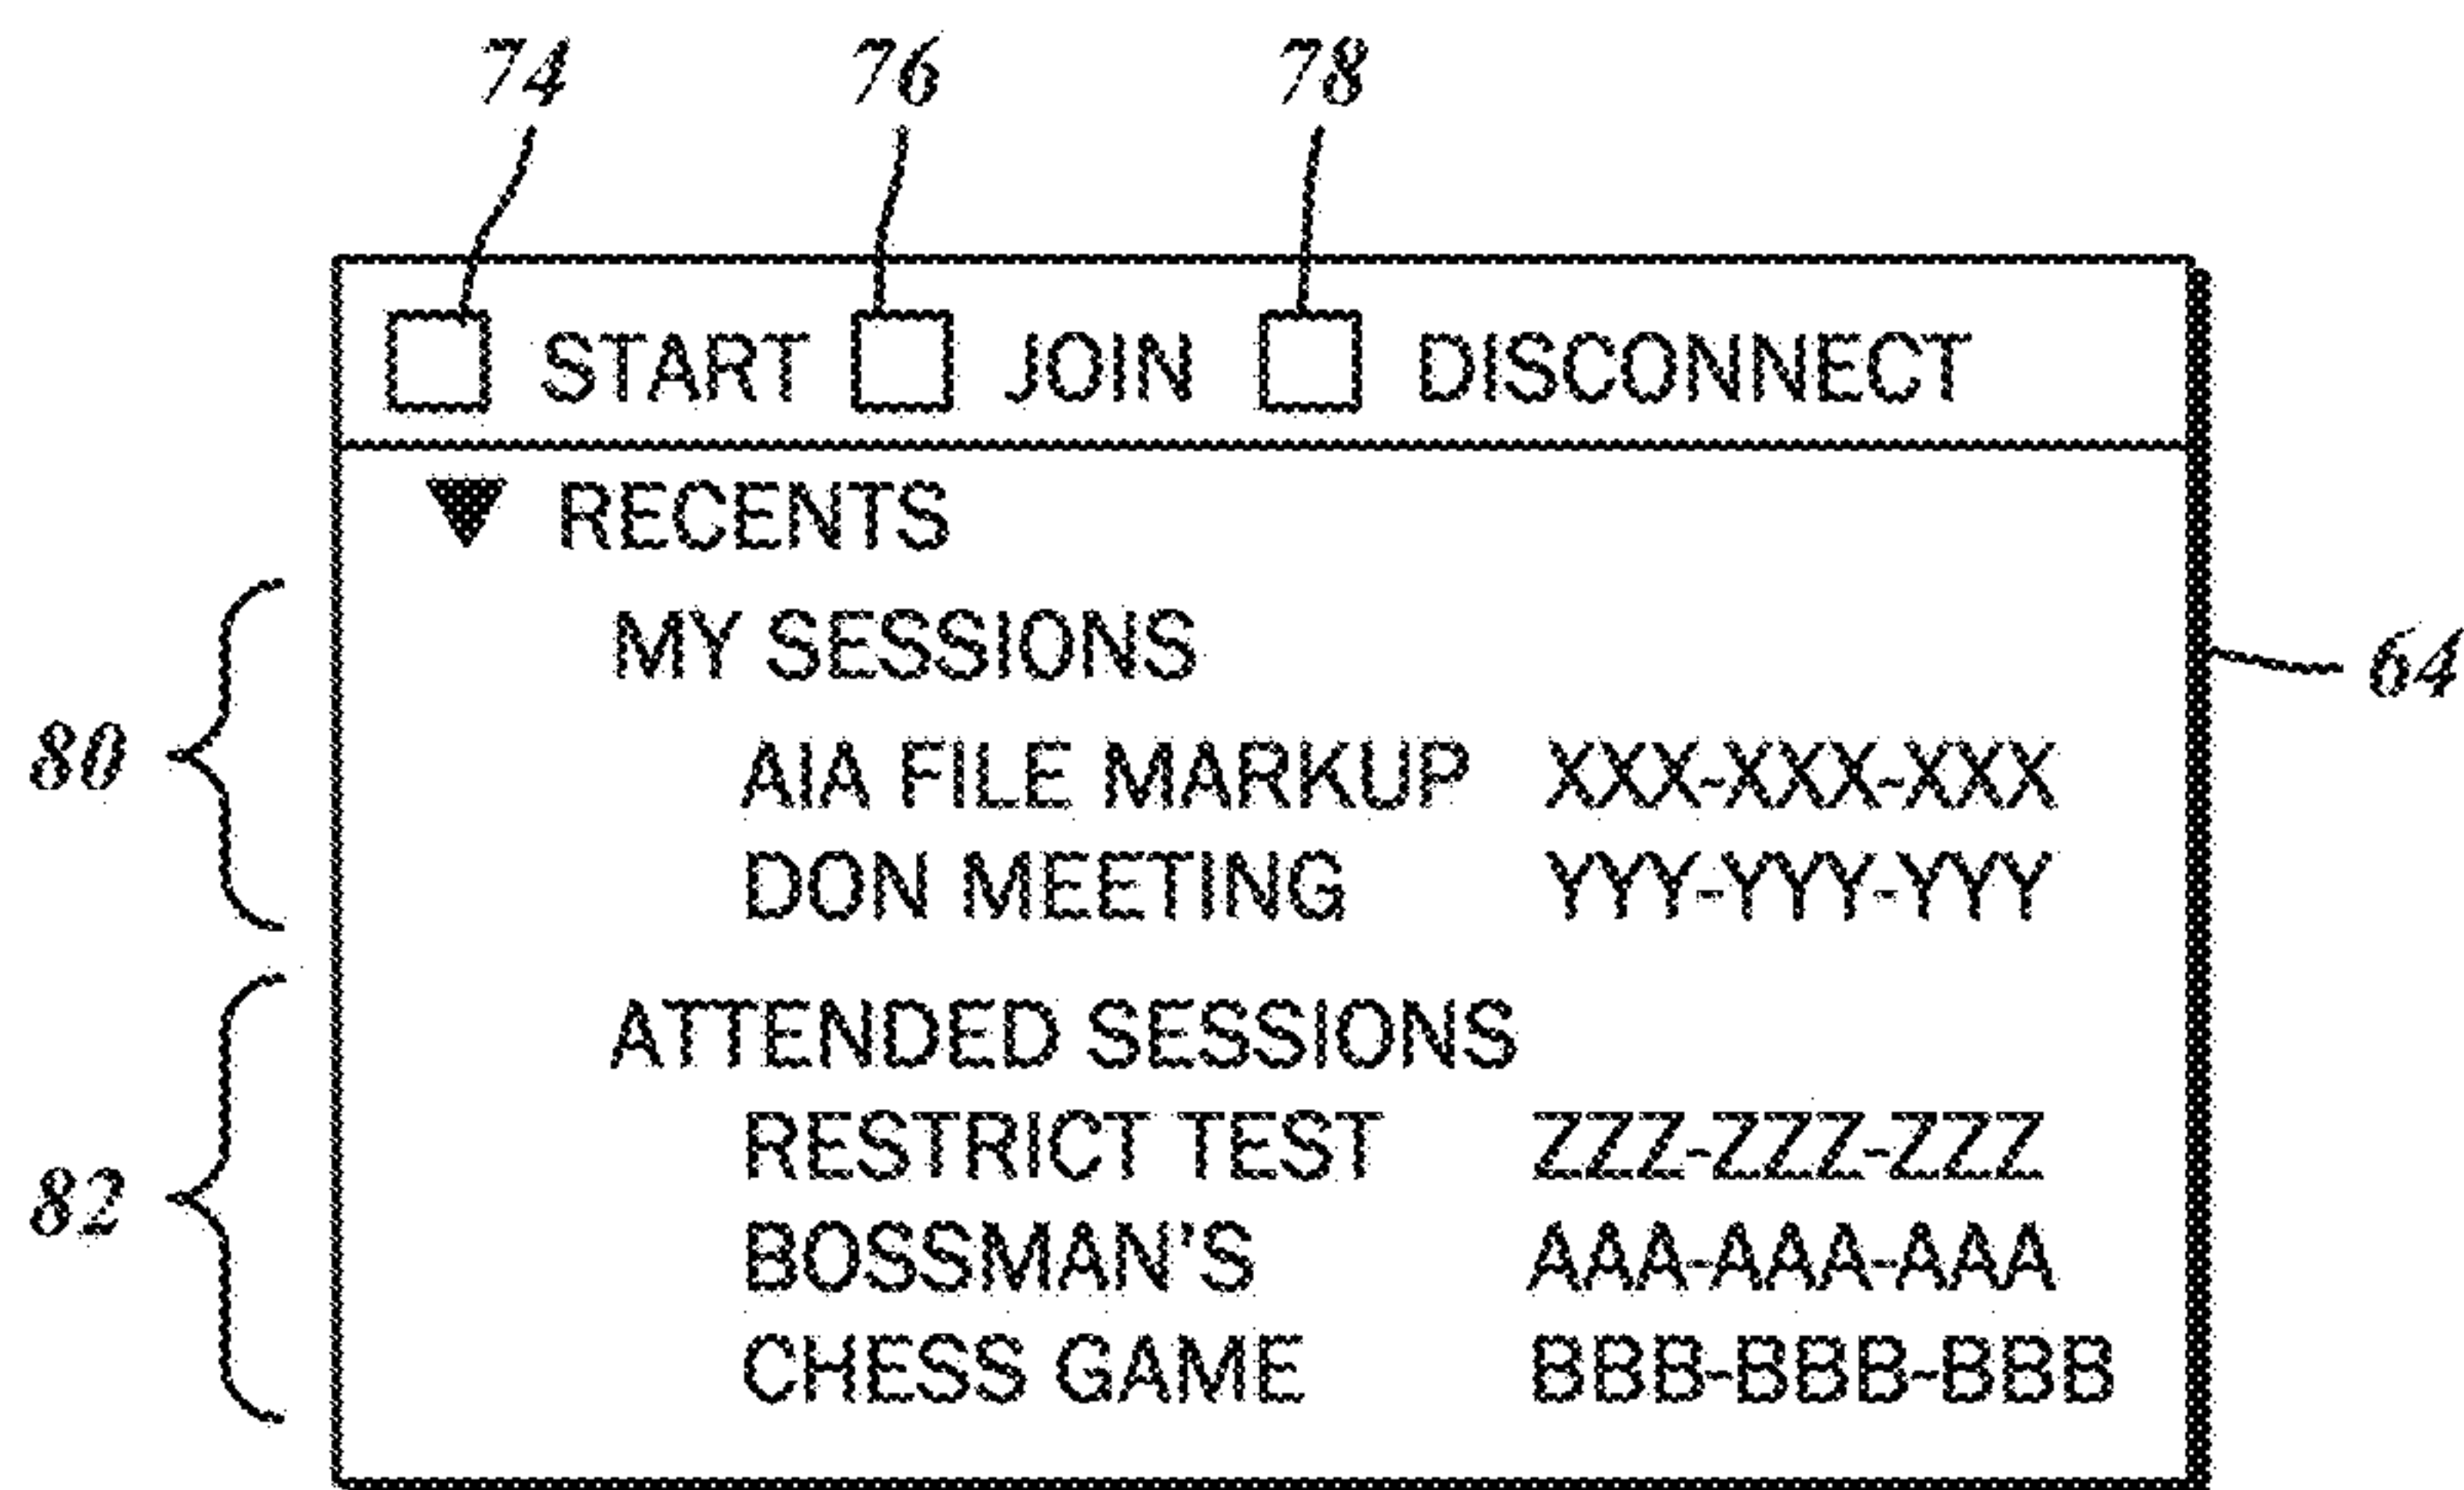 74 76 78
START JOIN DISCONNECT
RECENTS
MY SESSIONS
64
80
AIA FILE MARKUP XXX-XXX-XXX
DON MEETING YYY-YYY-YYY
ATTENDED SESSIONS
RESTRICT TEST ZZZ-ZZZ-ZZZ
82
BOSSMAN'S AAA-AAA-AAA
CHESS GAME BBB-BBB-BBB